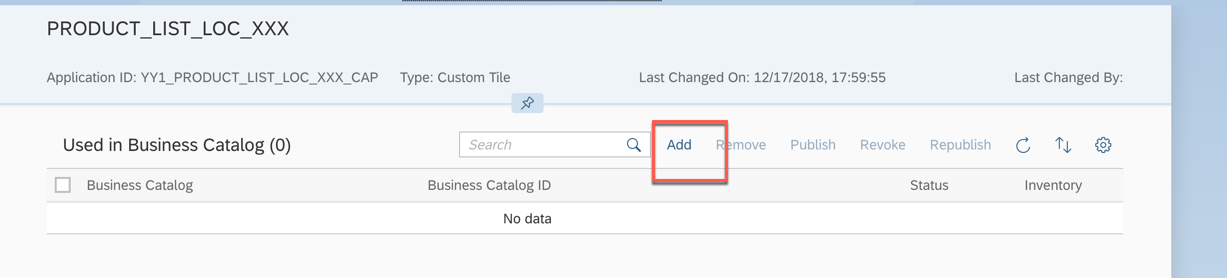 PRODUCT_LIST_LOC_XXX
Application ID: YY1_PRODUCT_LIST_LOC_XXX_CAP Type: Custom Tile Last Changed On: 12/17/2018, 17:59:55 Last Changed By:
Used in Business Catalog (0) Search Add Remove Publish Revoke Republish
Business Catalog Business Catalog ID Status Inventory
No data